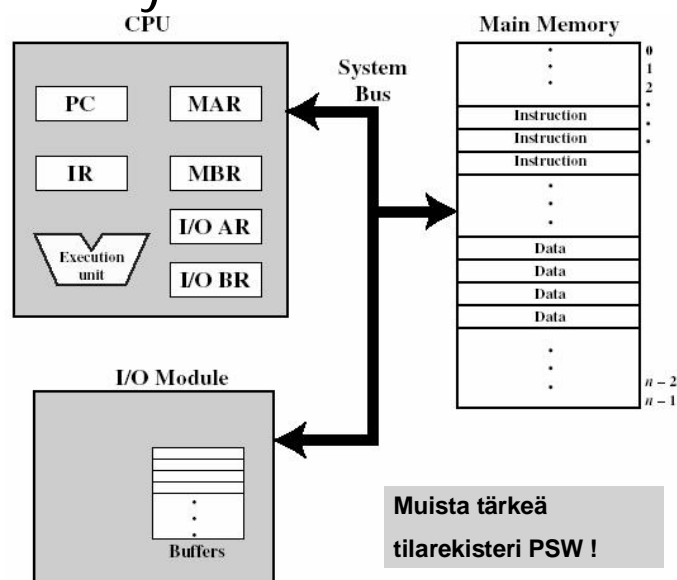 CPU
PC
MAR
IR
MBR
I/O AR
Execution
unit
I/O BR
System
Bus
Main Memory
0
1
2
Instruction
Instruction
Instruction
Data
Data
Data
Data
n – 2
n – 1
I/O Module
Buffers
Muista tärkeä
tilarekisteri PSW !